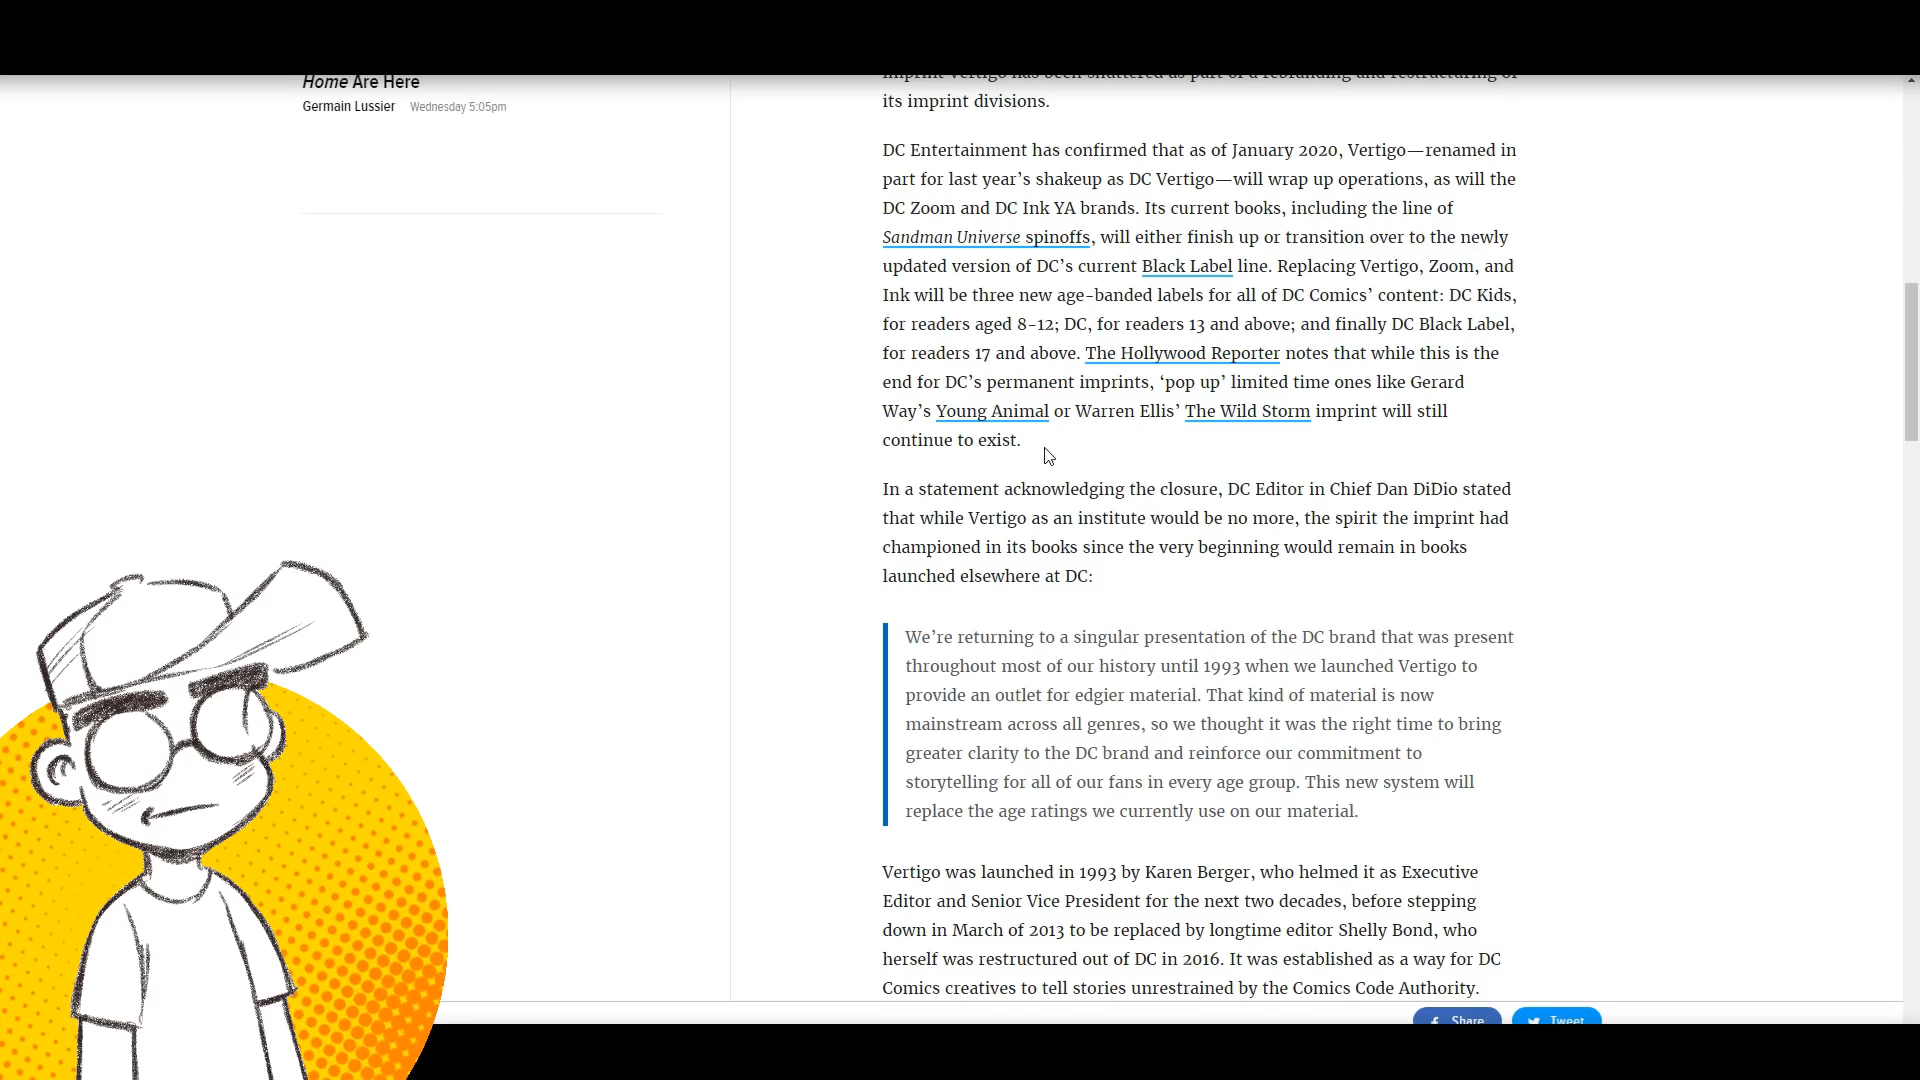 Home Are Here
Germain Lussier Wednesday 5:05pm
imprint Vertigo has been shuttered as part of a rebranding and restructuring of
its imprint divisions.
DC Entertainment has confirmed that as of January 2020, Vertigo—renamed in
part for last year’s shakeup as DC Vertigo—will wrap up operations, as will the
DC Zoom and DC Ink YA brands. Its current books, including the line of
Sandman Universe spinoffs, will either finish up or transition over to the newly
updated version of DC’s current Black Label line. Replacing Vertigo, Zoom, and
Ink will be three new age-banded labels for all of DC Comics’ content: DC Kids,
for readers aged 8-12; DC, for readers 13 and above; and finally DC Black Label,
for readers 17 and above. The Hollywood Reporter notes that while this is the
end for DC’s permanent imprints, ‘pop up’ limited time ones like Gerard
Way’s Young Animal or Warren Ellis’ The Wild Storm imprint will still
continue to exist.
In a statement acknowledging the closure, DC Editor in Chief Dan DiDio stated
that while Vertigo as an institute would be no more, the spirit the imprint had
championed in its books since the very beginning would remain in books
launched elsewhere at DC:
We’re returning to a singular presentation of the DC brand that was present
throughout most of our history until 1993 when we launched Vertigo to
provide an outlet for edgier material. That kind of material is now
mainstream across all genres, so we thought it was the right time to bring
greater clarity to the DC brand and reinforce our commitment to
storytelling for all of our fans in every age group. This new system will
replace the age ratings we currently use on our material.
Vertigo was launched in 1993 by Karen Berger, who helmed it as Executive
Editor and Senior Vice President for the next two decades, before stepping
down in March of 2013 to be replaced by longtime editor Shelly Bond, who
herself was restructured out of DC in 2016. It was established as a way for DC
Comics creatives to tell stories unrestrained by the Comics Code Authority.
Share Tweet